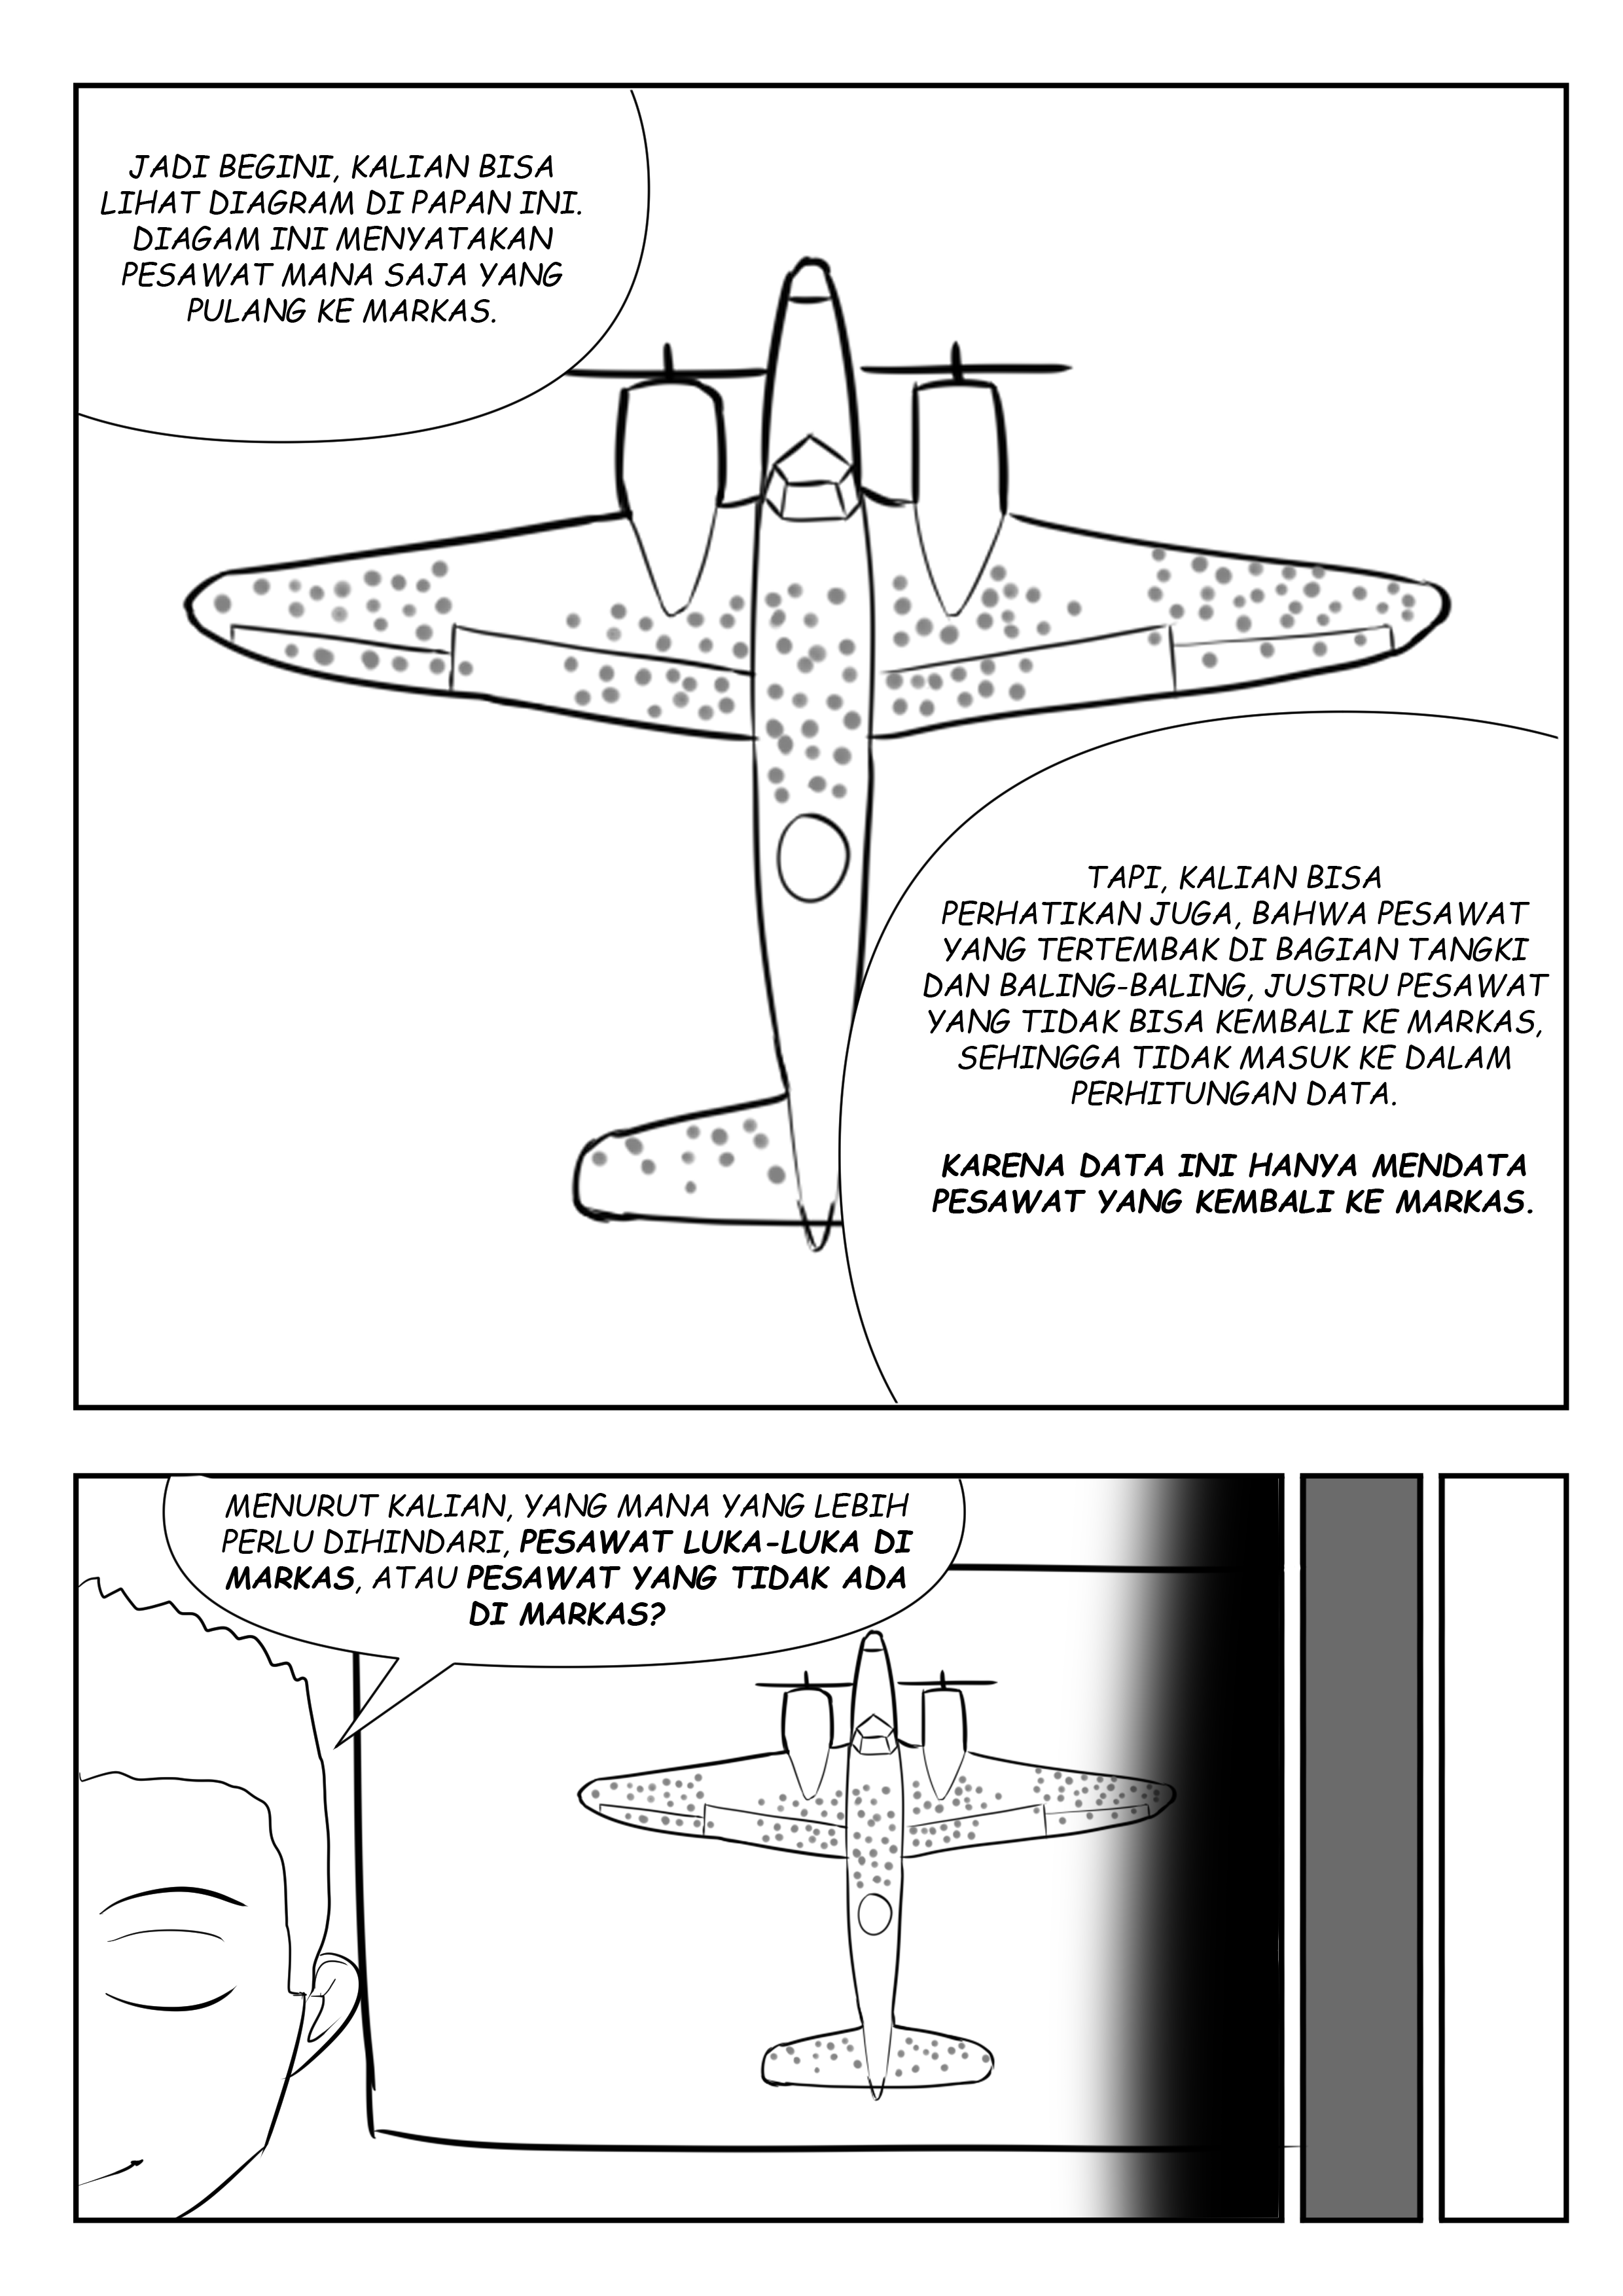 JADI BEGINI, KALIAN BISA
LIHAT DIAGRAM DI PAPAN INI.
DIAGAM INI MENYATAKAN
PESAWAT MANA SAJA YANG
PULANG KE MARKAS.
TAPI, KALIAN BISA
PERHATIKAN JUGA, BAHWA PESAWAT
YANG TERTEMBAK DI BAGIAN TANGKI
DAN BALING-BALING, JUSTRU PESAWAT
YANG TIDAK BISA KEMBALI KE MARKAS,
SEHINGGA TIDAK MASUK KE DALAM
PERHITUNGAN DATA.
KARENA DATA INI HANYA MENDATA
PESAWAT YANG KEMBALI KE MARKAS.
MENURUT KALIAN, YANG MANA YANG LEBIH
PERLU DIHINDARI, PESAWAT LUKA-LUKA DI
MARKAS, ATAU PESAWAT YANG TIDAK ADA
DI MARKAS?